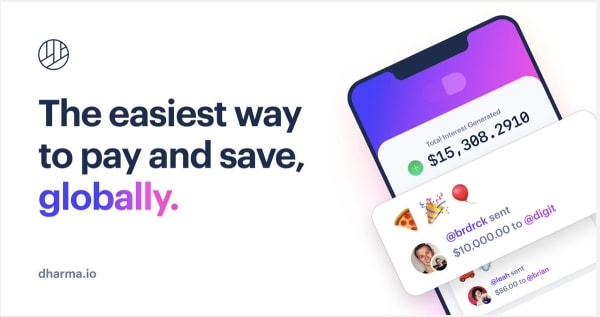 The easiest way
to pay and save,
globally.
dharma.io
Total Interest Generated
$15,308.2910
@brdrck sent
$10,000.00 to @digit
@leah sent
$56.00 to @brian